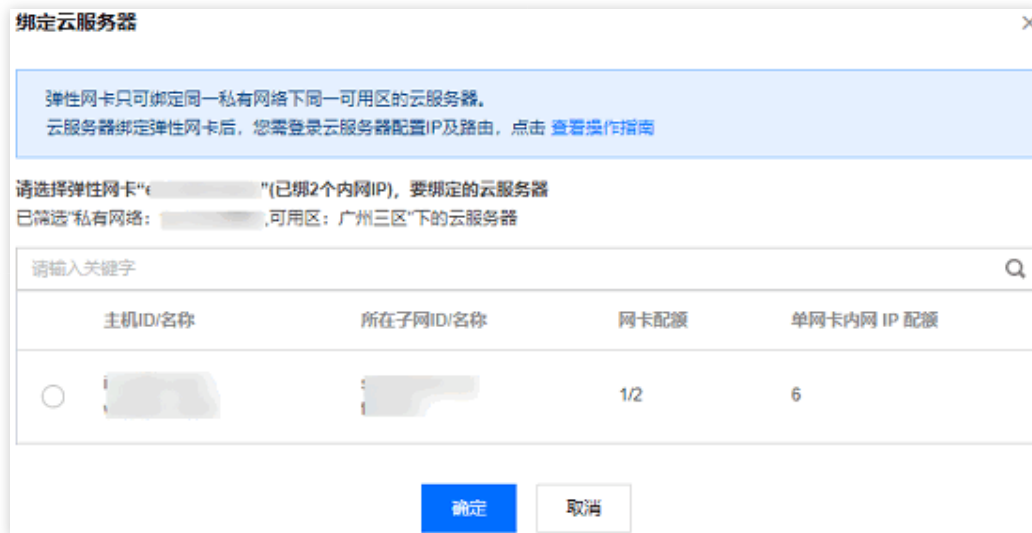 绑定云服务器
弹性网卡只可绑定同一私有网络下同一可用区的云服务器。
云服务器绑定弹性网卡后，您需登录云服务器配置IP及路由，点击 查看操作指南
请选择弹性网卡“e "(已绑2个内网IP)，要绑定的云服务器
已筛选"私有网络： ,可用区：广州三区"下的云服务器
请输入关键字
主机ID/名称 所在子网ID/名称 网卡配额 单网卡内网 IP 配额
1/2 6
确定 取消